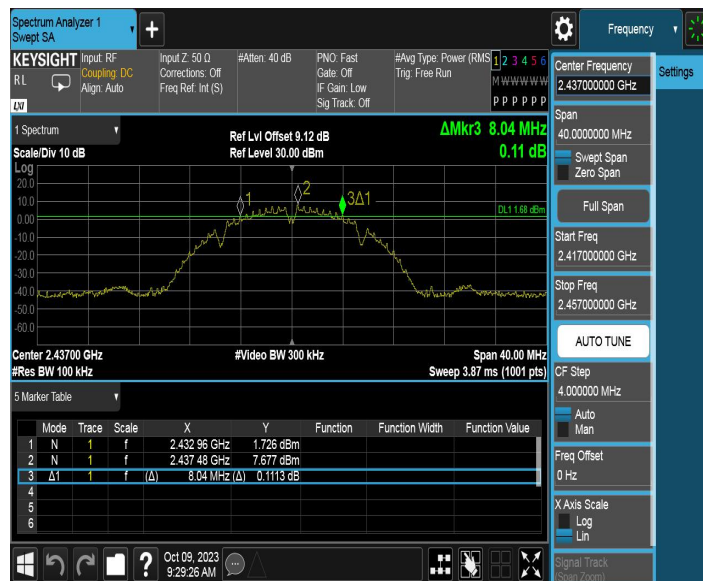 Spectrum Analyzer 1
Swept SA
+
Frequency
KEYSIGHT
RL
LXI
Input: RF
Coupling: DC
Align: Auto
Input Z: 50 Ω
Corrections: Off
Freq Ref: Int (S)
#Atten: 40 dB
PNO: Fast
Gate: Off
IF Gain: Low
Sig Track: Off
#Avg Type: Power (RMS
Trig: Free Run
1 2 3 4 5 6
M W W W W W
P P P P P P
1 Spectrum
Scale/Div 10 dB
Ref Lvl Offset 9.12 dB
Ref Level 30.00 dBm
ΔMkr3 8.04 MHz
0.11 dB
Log
20.0
10.0
0.00
-10.0
-20.0
-30.0
-40.0
-50.0
-60.0
1
2
3Δ1
DL1 1.68 dBm
Center 2.43700 GHz
#Res BW 100 kHz
#Video BW 300 kHz
Span 40.00 MHz
Sweep 3.87 ms (1001 pts)
5 Marker Table
Mode Trace Scale X Y Function Function Width Function Value
1 N 1 f 2.432 96 GHz 1.726 dBm
2 N 1 f 2.437 48 GHz 7.677 dBm
3 Δ1 1 f (Δ) 8.04 MHz (Δ) 0.1113 dB
4
5
6
?
Oct 09, 2023
9:29:26 AM
Center Frequency
2.437000000 GHz
Span
40.0000000 MHz
Swept Span
Zero Span
Full Span
Start Freq
2.417000000 GHz
Stop Freq
2.457000000 GHz
AUTO TUNE
CF Step
4.000000 MHz
Auto
Man
Freq Offset
0 Hz
X Axis Scale
Log
Lin
Signal Track
(Span Zoom)
Settings